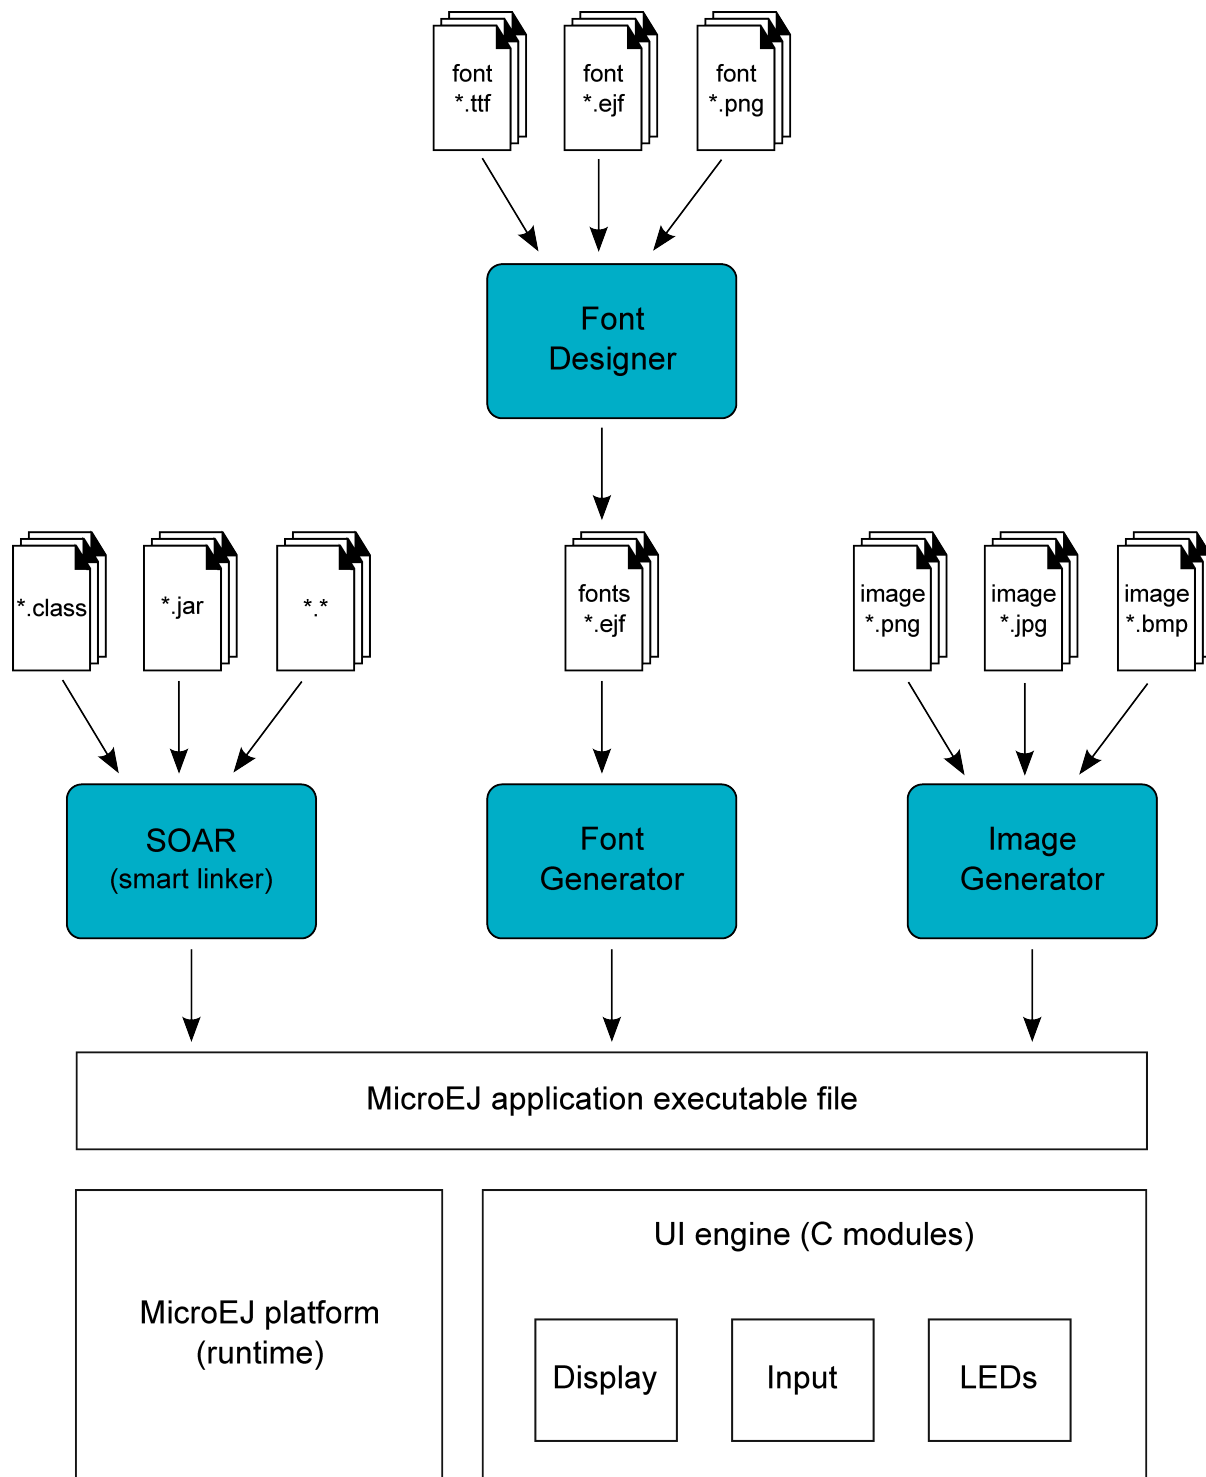 font
*.ttf
font
*.ejf
font
*.png
Font
Designer
*.class
*.jar
*.*
fonts
*.ejf
image
*.png
image
*.jpg
image
*.bmp
SOAR
(smart linker)
Font
Generator
Image
Generator
MicroEJ application executable file
MicroEJ platform
(runtime)
UI engine (C modules)
Display
Input
LEDs